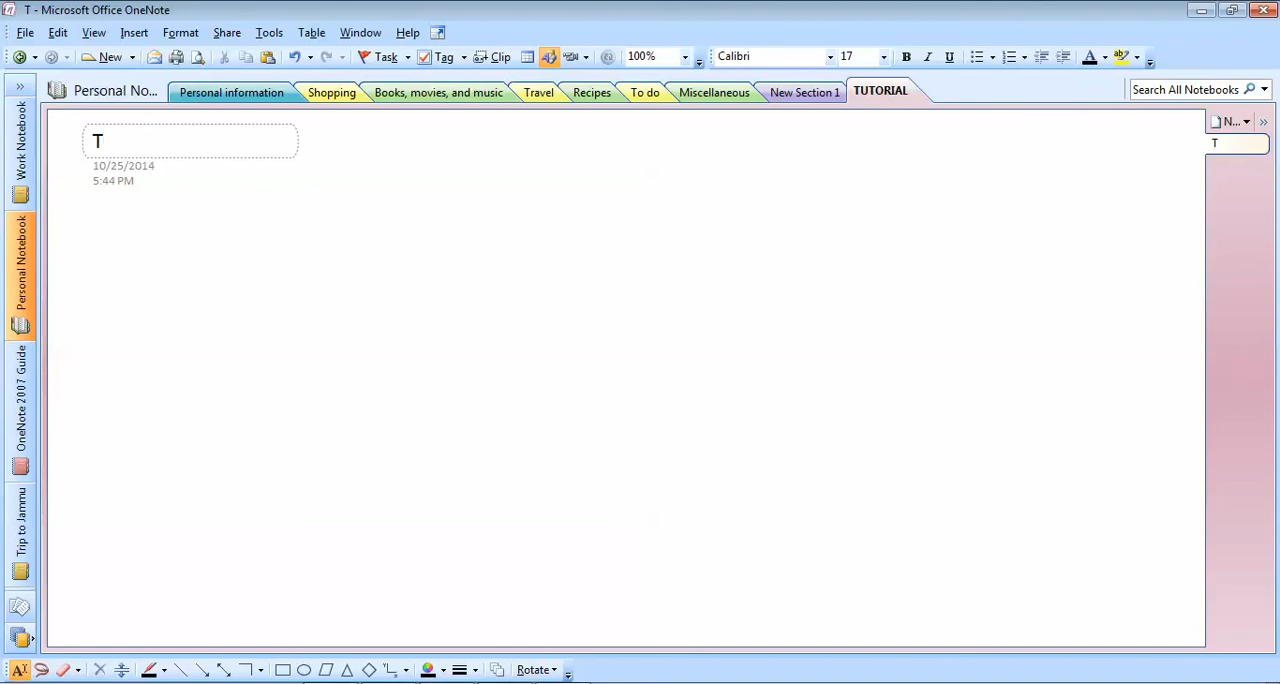 T - Microsoft Office OneNote
File Edit View Insert Format Share Tools Table Window Help
New Task Tag Clip 100% Calibri 17 B I U ab
Personal No... Personal information Shopping Books, movies, and music Travel Recipes To do Miscellaneous New Section 1 TUTORIAL Search All Notebooks
N...
T
T
10/25/2014
5:44 PM
Work Notebook
Personal Notebook
OneNote 2007 Guide
Trip to Jammu
A Rotate